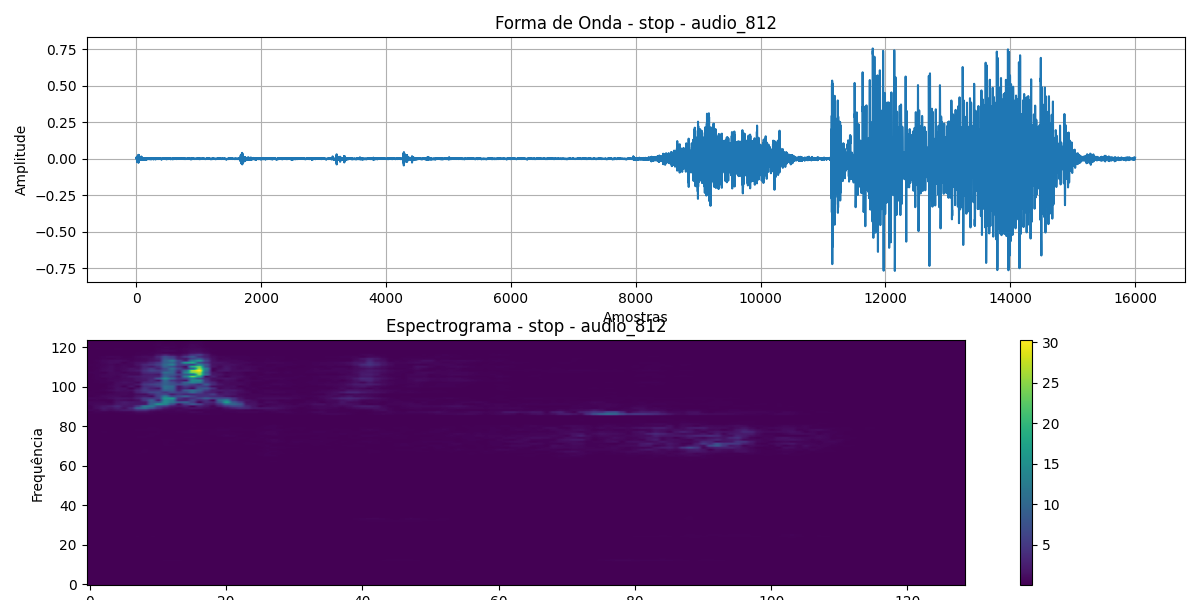 Forma de Onda - stop - audio_812
0.75
0.50
0.25
0.00
−0.25
−0.50
−0.75
Amplitude
0 2000 4000 6000 8000 10000 12000 14000 16000
Amostras
Espectrograma - stop - audio_812
120
100
80
60
40
20
0
Frequência
0 20 40 60 80 100 120
30
25
20
15
10
5